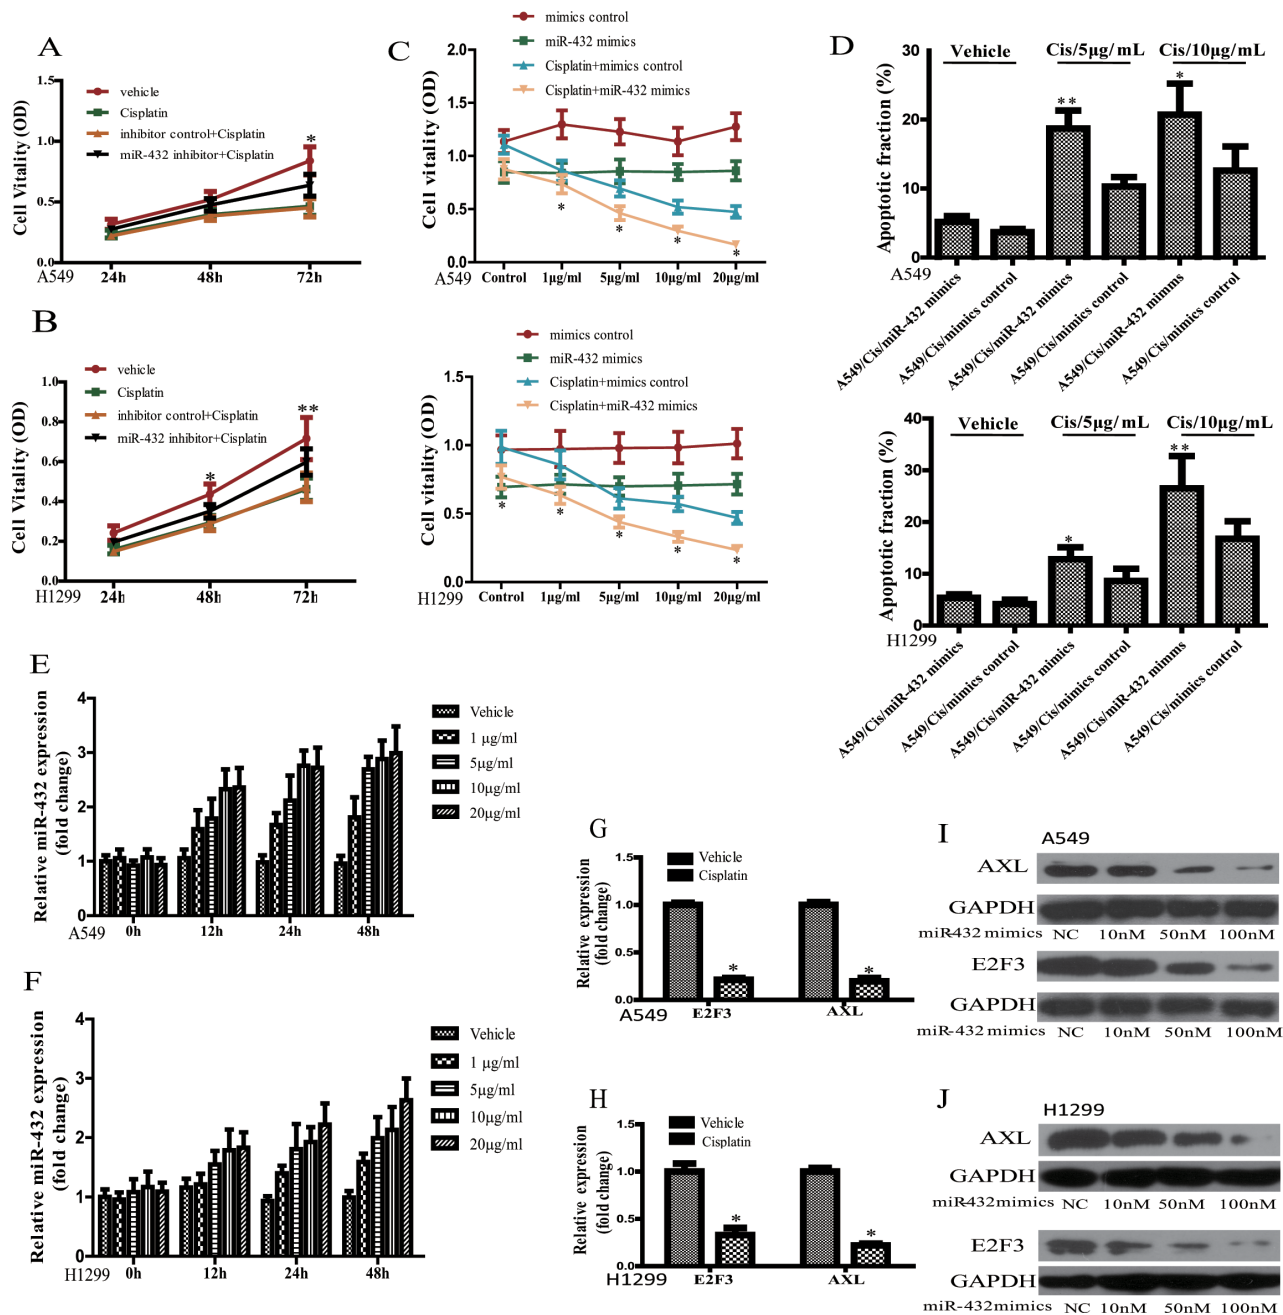 A
1.5
1.0
0.5
0.0
Cell Vitality (OD)
vehicle
Cisplatin
inhibitor control+Cisplatin
miR-432 inhibitor+Cisplatin
*
A549
24h
48h
72h
B
1.0
0.8
0.6
0.4
0.2
0.0
Cell Vitality (OD)
vehicle
Cisplatin
inhibitor control+Cisplatin
miR-432 inhibitor+Cisplatin
*
**
H1299
24h
48h
72h
C
mimics control
miR-432 mimics
Cisplatin+mimics control
Cisplatin+miR-432 mimics
2.0
1.5
1.0
0.5
0.0
Cell vitality (OD)
* * * *
A549
Control 1μg/ml 5μg/ml 10μg/ml 20μg/ml
mimics control
miR-432 mimics
Cisplatin+mimics control
Cisplatin+miR-432 mimics
1.5
1.0
0.5
0.0
Cell vitality (OD)
* * * * *
H1299
Control 1μg/ml 5μg/ml 10μg/ml 20μg/ml
D
30
20
10
0
Apoptotic fraction (%)
Vehicle Cis/5μg/mL Cis/10μg/mL
** *
A549
A549/Cis/miR-432 mimics
A549/Cis/mimics control
A549/Cis/miR-432 mimics
A549/Cis/mimics control
A549/Cis/miR-432 mimms
A549/Cis/mimics control
40
30
20
10
0
Apoptotic fraction (%)
Vehicle Cis/5μg/mL Cis/10μg/mL
* **
H1299
A549/Cis/miR-432 mimics
A549/Cis/mimics control
A549/Cis/miR-432 mimics
A549/Cis/mimics control
A549/Cis/miR-432 mimms
A549/Cis/mimics control
E
4
3
2
1
0
Relative miR-432 expression
(fold change)
Vehicle
1 μg/ml
5μg/ml
10μg/ml
20μg/ml
A549
0h 12h 24h 48h
F
4
3
2
1
0
Relative miR-432 expression
(fold change)
Vehicle
1 μg/ml
5μg/ml
10μg/ml
20μg/ml
H1299
0h 12h 24h 48h
G
1.5
1.0
0.5
0.0
Relative expression
(fold change)
Vehicle
Cisplatin
* *
A549
E2F3 AXL
H
1.5
1.0
0.5
0.0
Relative expression
(fold change)
Vehicle
Cisplatin
* *
H1299
E2F3 AXL
I
A549
AXL
GAPDH
miR432 mimics NC 10nM 50nM 100nM
E2F3
GAPDH
miR-432 mimics NC 10nM 50nM 100nM
J
H1299
AXL
GAPDH
miR432mimics NC 10nM 50nM 100nM
E2F3
GAPDH
miR-432mimics NC 10nM 50nM 100nM